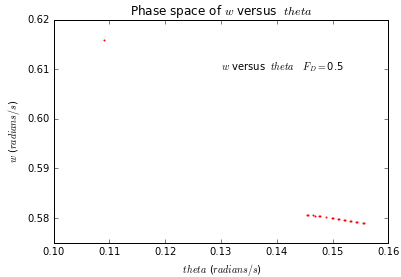 Phase space of w versus theta
0.62
0.61
0.60
0.59
0.58
w versus theta F_D = 0.5
w (radians/s)
0.10 0.11 0.12 0.13 0.14 0.15 0.16
theta (radians/s)